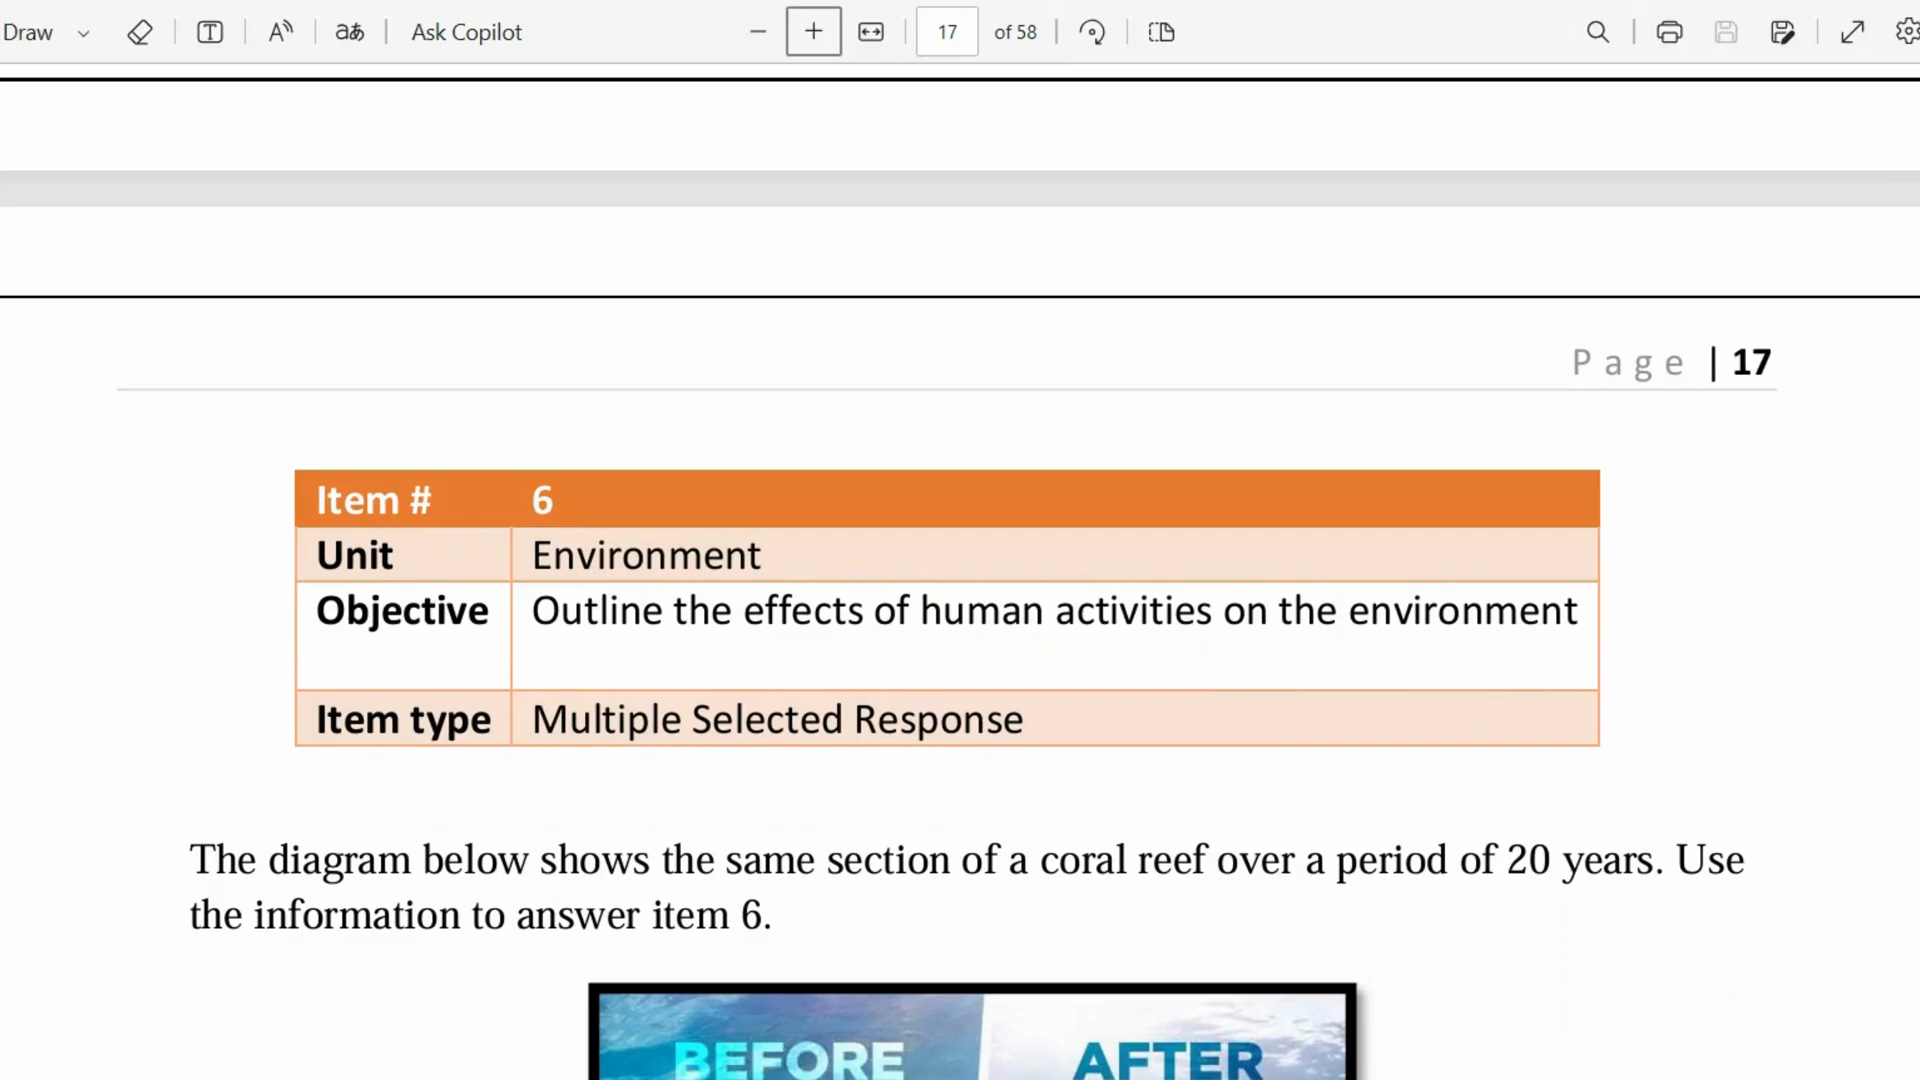 Draw
Ask Copilot
17 of 58
Page | 17
Item # 6
Unit Environment
Objective Outline the effects of human activities on the environment
Item type Multiple Selected Response
The diagram below shows the same section of a coral reef over a period of 20 years. Use
the information to answer item 6.
BEFORE AFTER